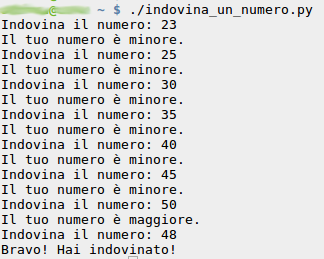 @ ~ $ ./indovina_un_numero.py
Indovina il numero: 23
Il tuo numero è minore.
Indovina il numero: 25
Il tuo numero è minore.
Indovina il numero: 30
Il tuo numero è minore.
Indovina il numero: 35
Il tuo numero è minore.
Indovina il numero: 40
Il tuo numero è minore.
Indovina il numero: 45
Il tuo numero è minore.
Indovina il numero: 50
Il tuo numero è maggiore.
Indovina il numero: 48
Bravo! Hai indovinato!